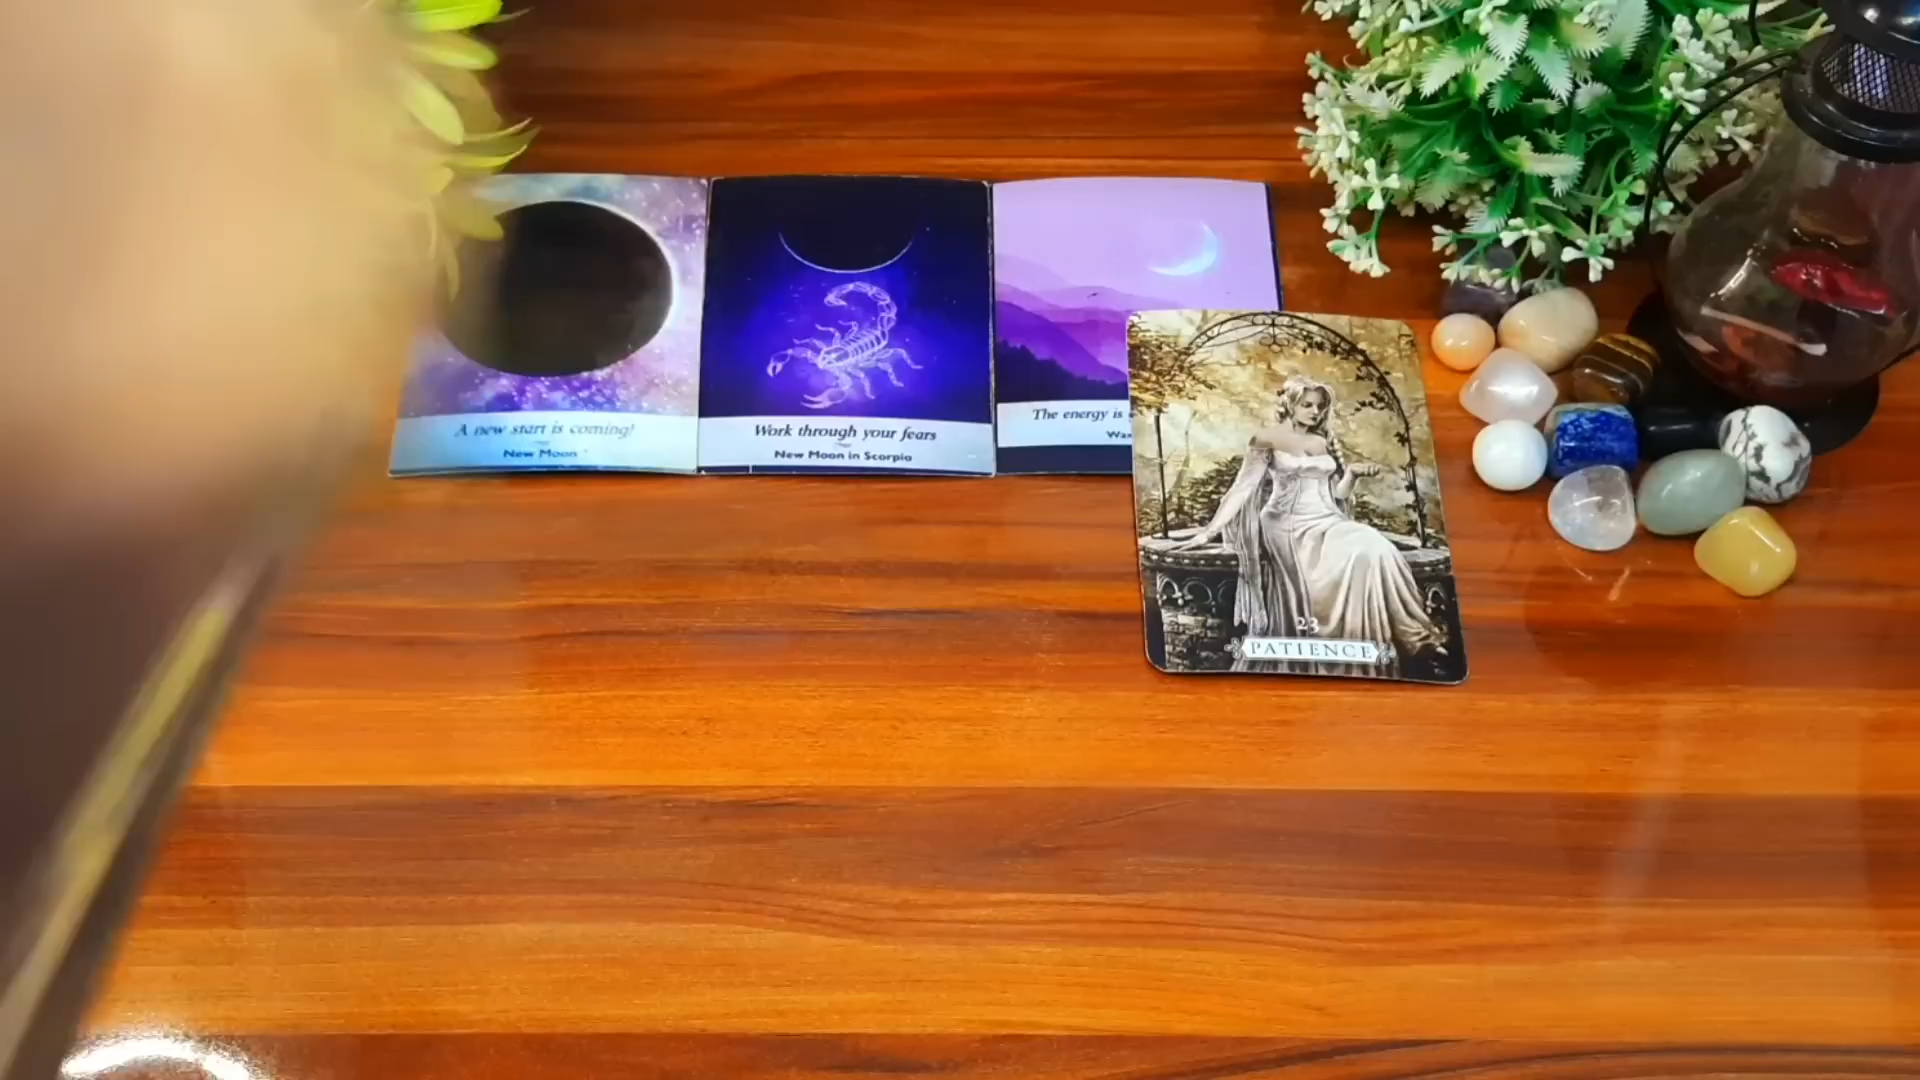 A new start is coming!
New Moon
Work through your fears
New Moon in Scorpio
The energy is
23
PATIENCE